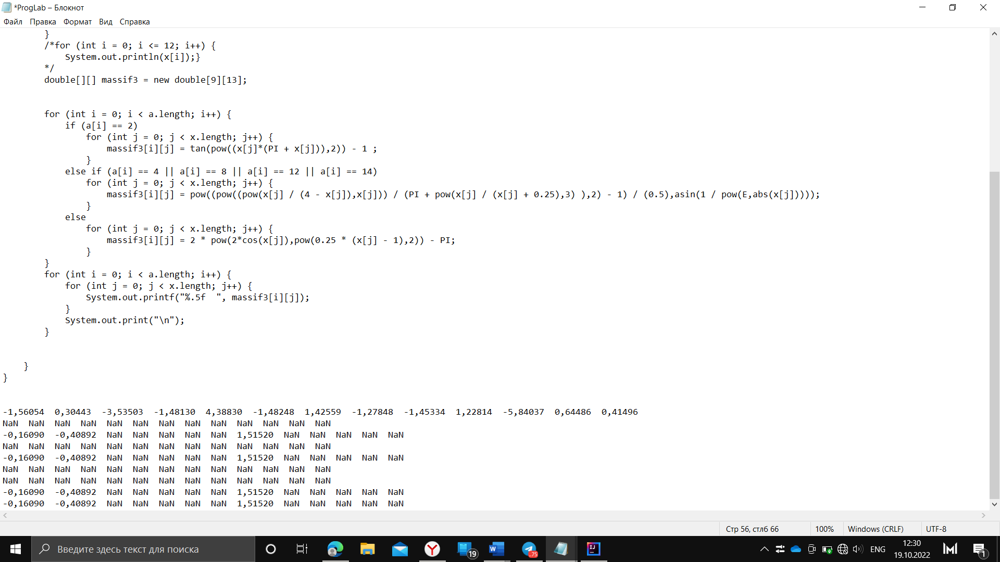 *ProgLab – Блокнот
Файл Правка Формат Вид Справка
}
/*for (int i = 0; i <= 12; i++) {
System.out.println(x[i]);}
*/
double[][] massif3 = new double[9][13];
for (int i = 0; i < a.length; i++) {
if (a[i] == 2)
for (int j = 0; j < x.length; j++) {
massif3[i][j] = tan(pow((x[j]*(PI + x[j])),2)) - 1 ;
}
else if (a[i] == 4 || a[i] == 8 || a[i] == 12 || a[i] == 14)
for (int j = 0; j < x.length; j++) {
massif3[i][j] = pow((pow((pow(x[j] / (4 - x[j]),x[j])) / (PI + pow(x[j] / (x[j] + 0.25),3) ),2) - 1) / (0.5),asin(1 / pow(E,abs(x[j]))));
}
else
for (int j = 0; j < x.length; j++) {
massif3[i][j] = 2 * pow(2*cos(x[j]),pow(0.25 * (x[j] - 1),2)) - PI;
}
}
for (int i = 0; i < a.length; i++) {
for (int j = 0; j < x.length; j++) {
System.out.printf("%.5f  ", massif3[i][j]);
}
System.out.print("\n");
}
}
}
-1,56054  0,30443  -3,53503  -1,48130  4,38830  -1,48248  1,42559  -1,27848  -1,45334  1,22814  -5,84037  0,64486  0,41496
NaN  NaN  NaN  NaN  NaN  NaN  NaN  NaN  NaN  NaN  NaN  NaN  NaN
-0,16090  -0,40892  NaN  NaN  NaN  NaN  NaN  1,51520  NaN  NaN  NaN  NaN  NaN
NaN  NaN  NaN  NaN  NaN  NaN  NaN  NaN  NaN  NaN  NaN  NaN  NaN
-0,16090  -0,40892  NaN  NaN  NaN  NaN  NaN  1,51520  NaN  NaN  NaN  NaN  NaN
NaN  NaN  NaN  NaN  NaN  NaN  NaN  NaN  NaN  NaN  NaN  NaN  NaN
NaN  NaN  NaN  NaN  NaN  NaN  NaN  NaN  NaN  NaN  NaN  NaN  NaN
-0,16090  -0,40892  NaN  NaN  NaN  NaN  NaN  1,51520  NaN  NaN  NaN  NaN  NaN
-0,16090  -0,40892  NaN  NaN  NaN  NaN  NaN  1,51520  NaN  NaN  NaN  NaN  NaN
Стр 56, стлб 66 100% Windows (CRLF) UTF-8
Введите здесь текст для поиска 19 W .75 IJ ENG 12:30 1
19.10.2022